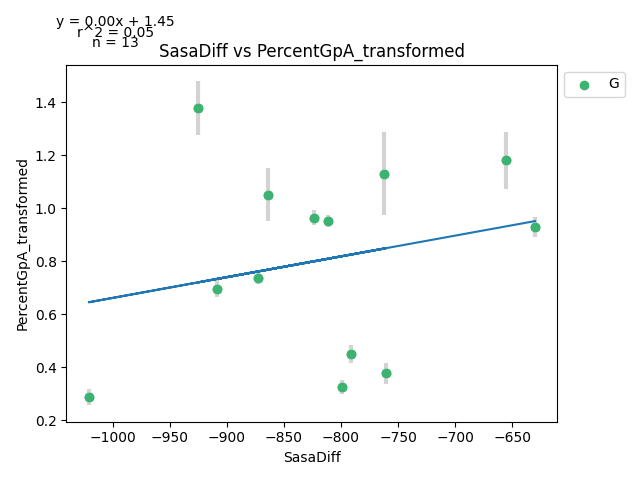 y = 0.00x + 1.45
r^2 = 0.05
n = 13
SasaDiff vs PercentGpA_transformed
G
PercentGpA_transformed
1.4
1.2
1.0
0.8
0.6
0.4
0.2
−1000 −950 −900 −850 −800 −750 −700 −650
SasaDiff